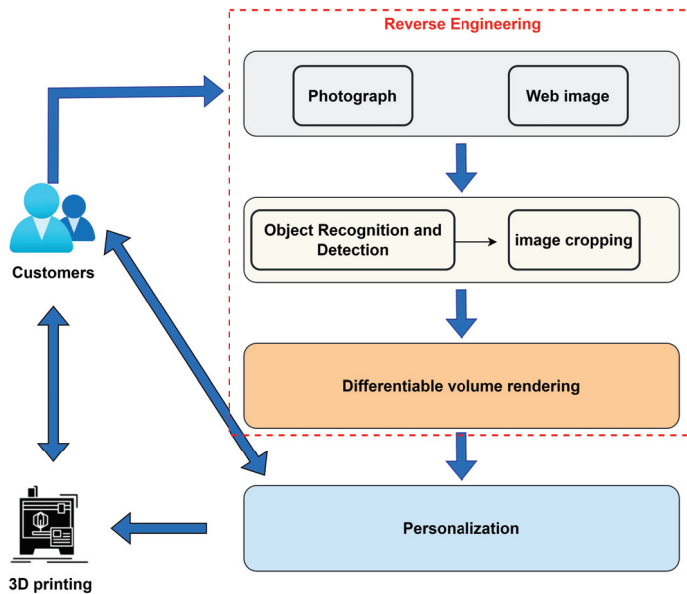 Reverse Engineering
Photograph
Web image
Object Recognition and
Detection
image cropping
Customers
Differentiable volume rendering
Personalization
3D printing